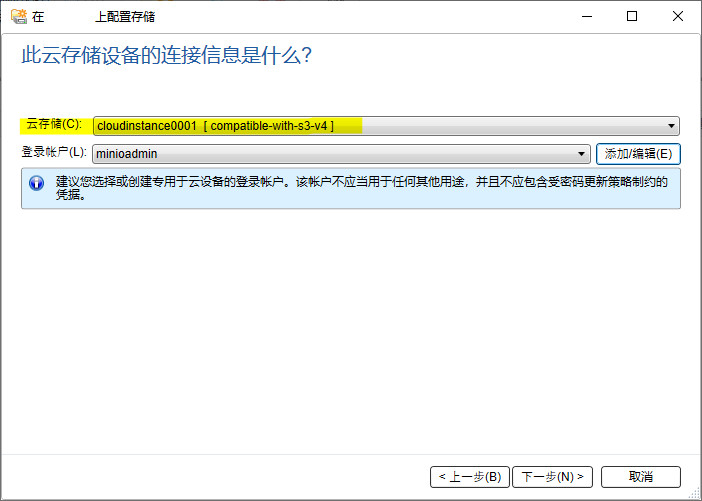 在 上配置存储
此云存储设备的连接信息是什么?
云存储(C): cloudinstance0001 [ compatible-with-s3-v4 ]
登录帐户(L): minioadmin 添加/编辑(E)
建议您选择或创建专用于云设备的登录帐户。该帐户不应当用于任何其他用途，并且不应包含受密码更新策略制约的
凭据。
< 上一步(B) 下一步(N) > 取消